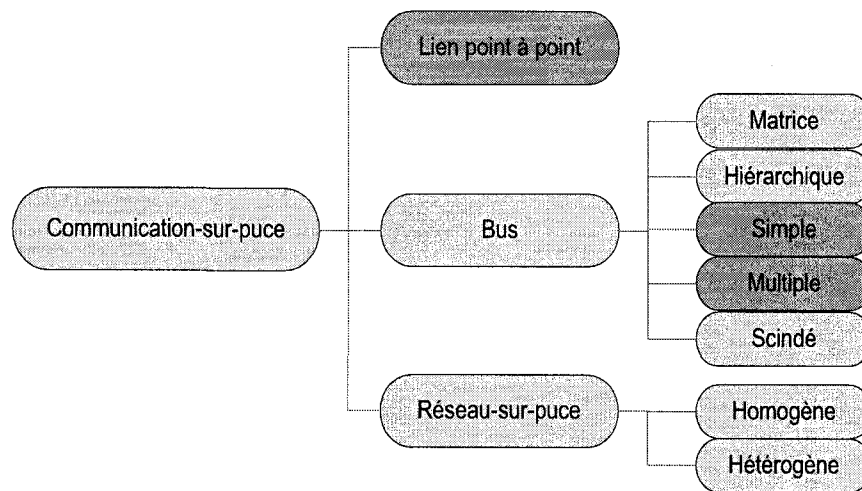 Lien point à point
Matrice
Hiérarchique
Communication-sur-puce
Bus
Simple
Multiple
Scindé
Réseau-sur-puce
Homogène
Hétérogène